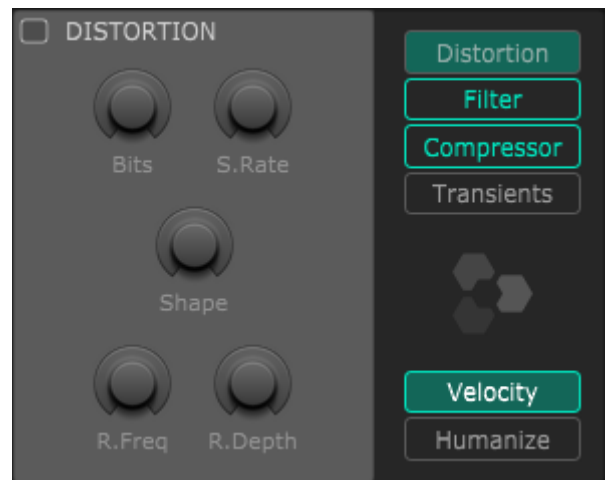 DISTORTION
Bits
S.Rate
Shape
R.Freq
R.Depth
Distortion
Filter
Compressor
Transients
Velocity
Humanize